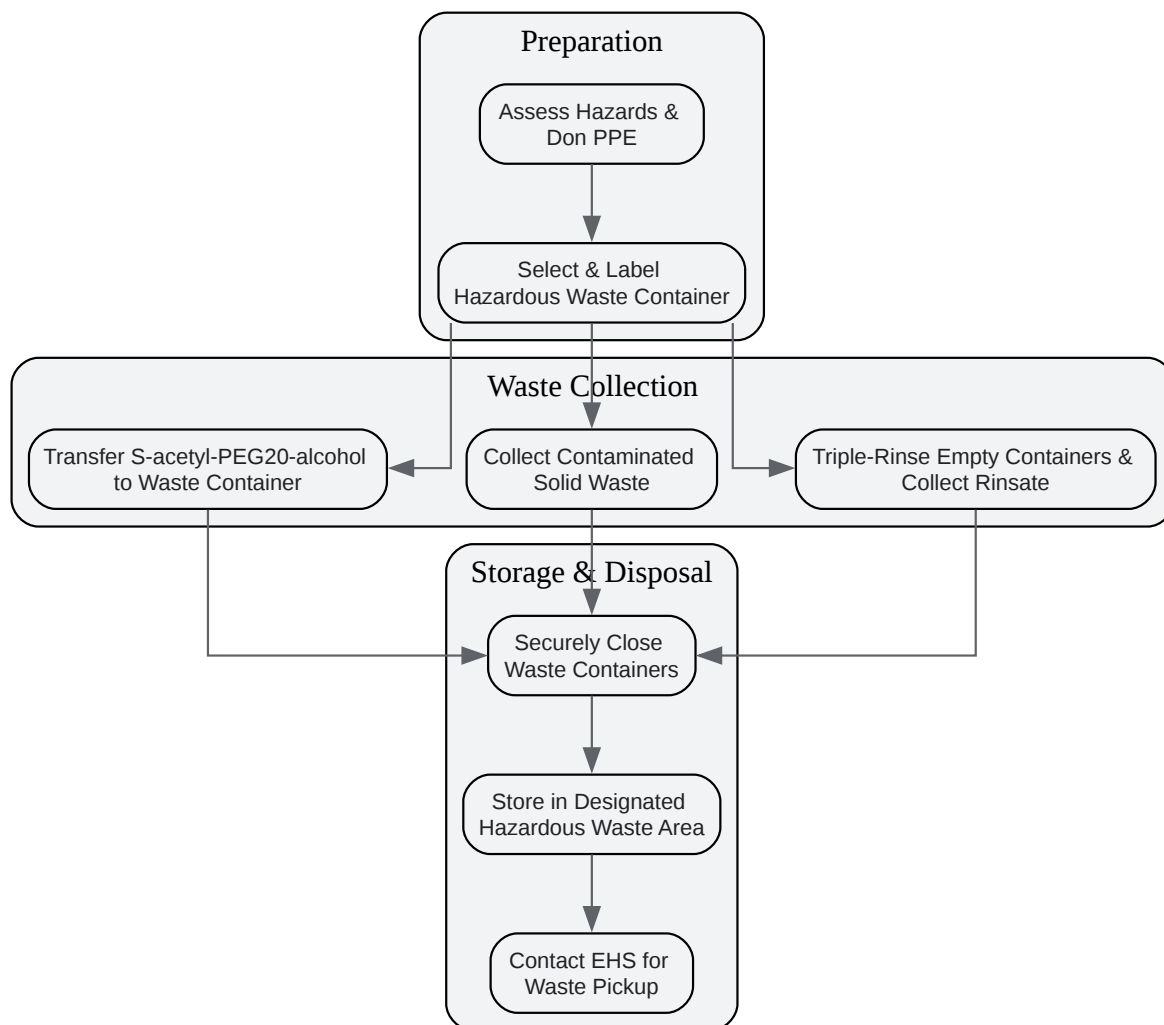 Preparation
Assess Hazards &
Don PPE
Select & Label
Hazardous Waste Container
Waste Collection
Transfer S-acetyl-PEG20-alcohol
to Waste Container
Collect Contaminated
Solid Waste
Triple-Rinse Empty Containers &
Collect Rinsate
Storage & Disposal
Securely Close
Waste Containers
Store in Designated
Hazardous Waste Area
Contact EHS for
Waste Pickup